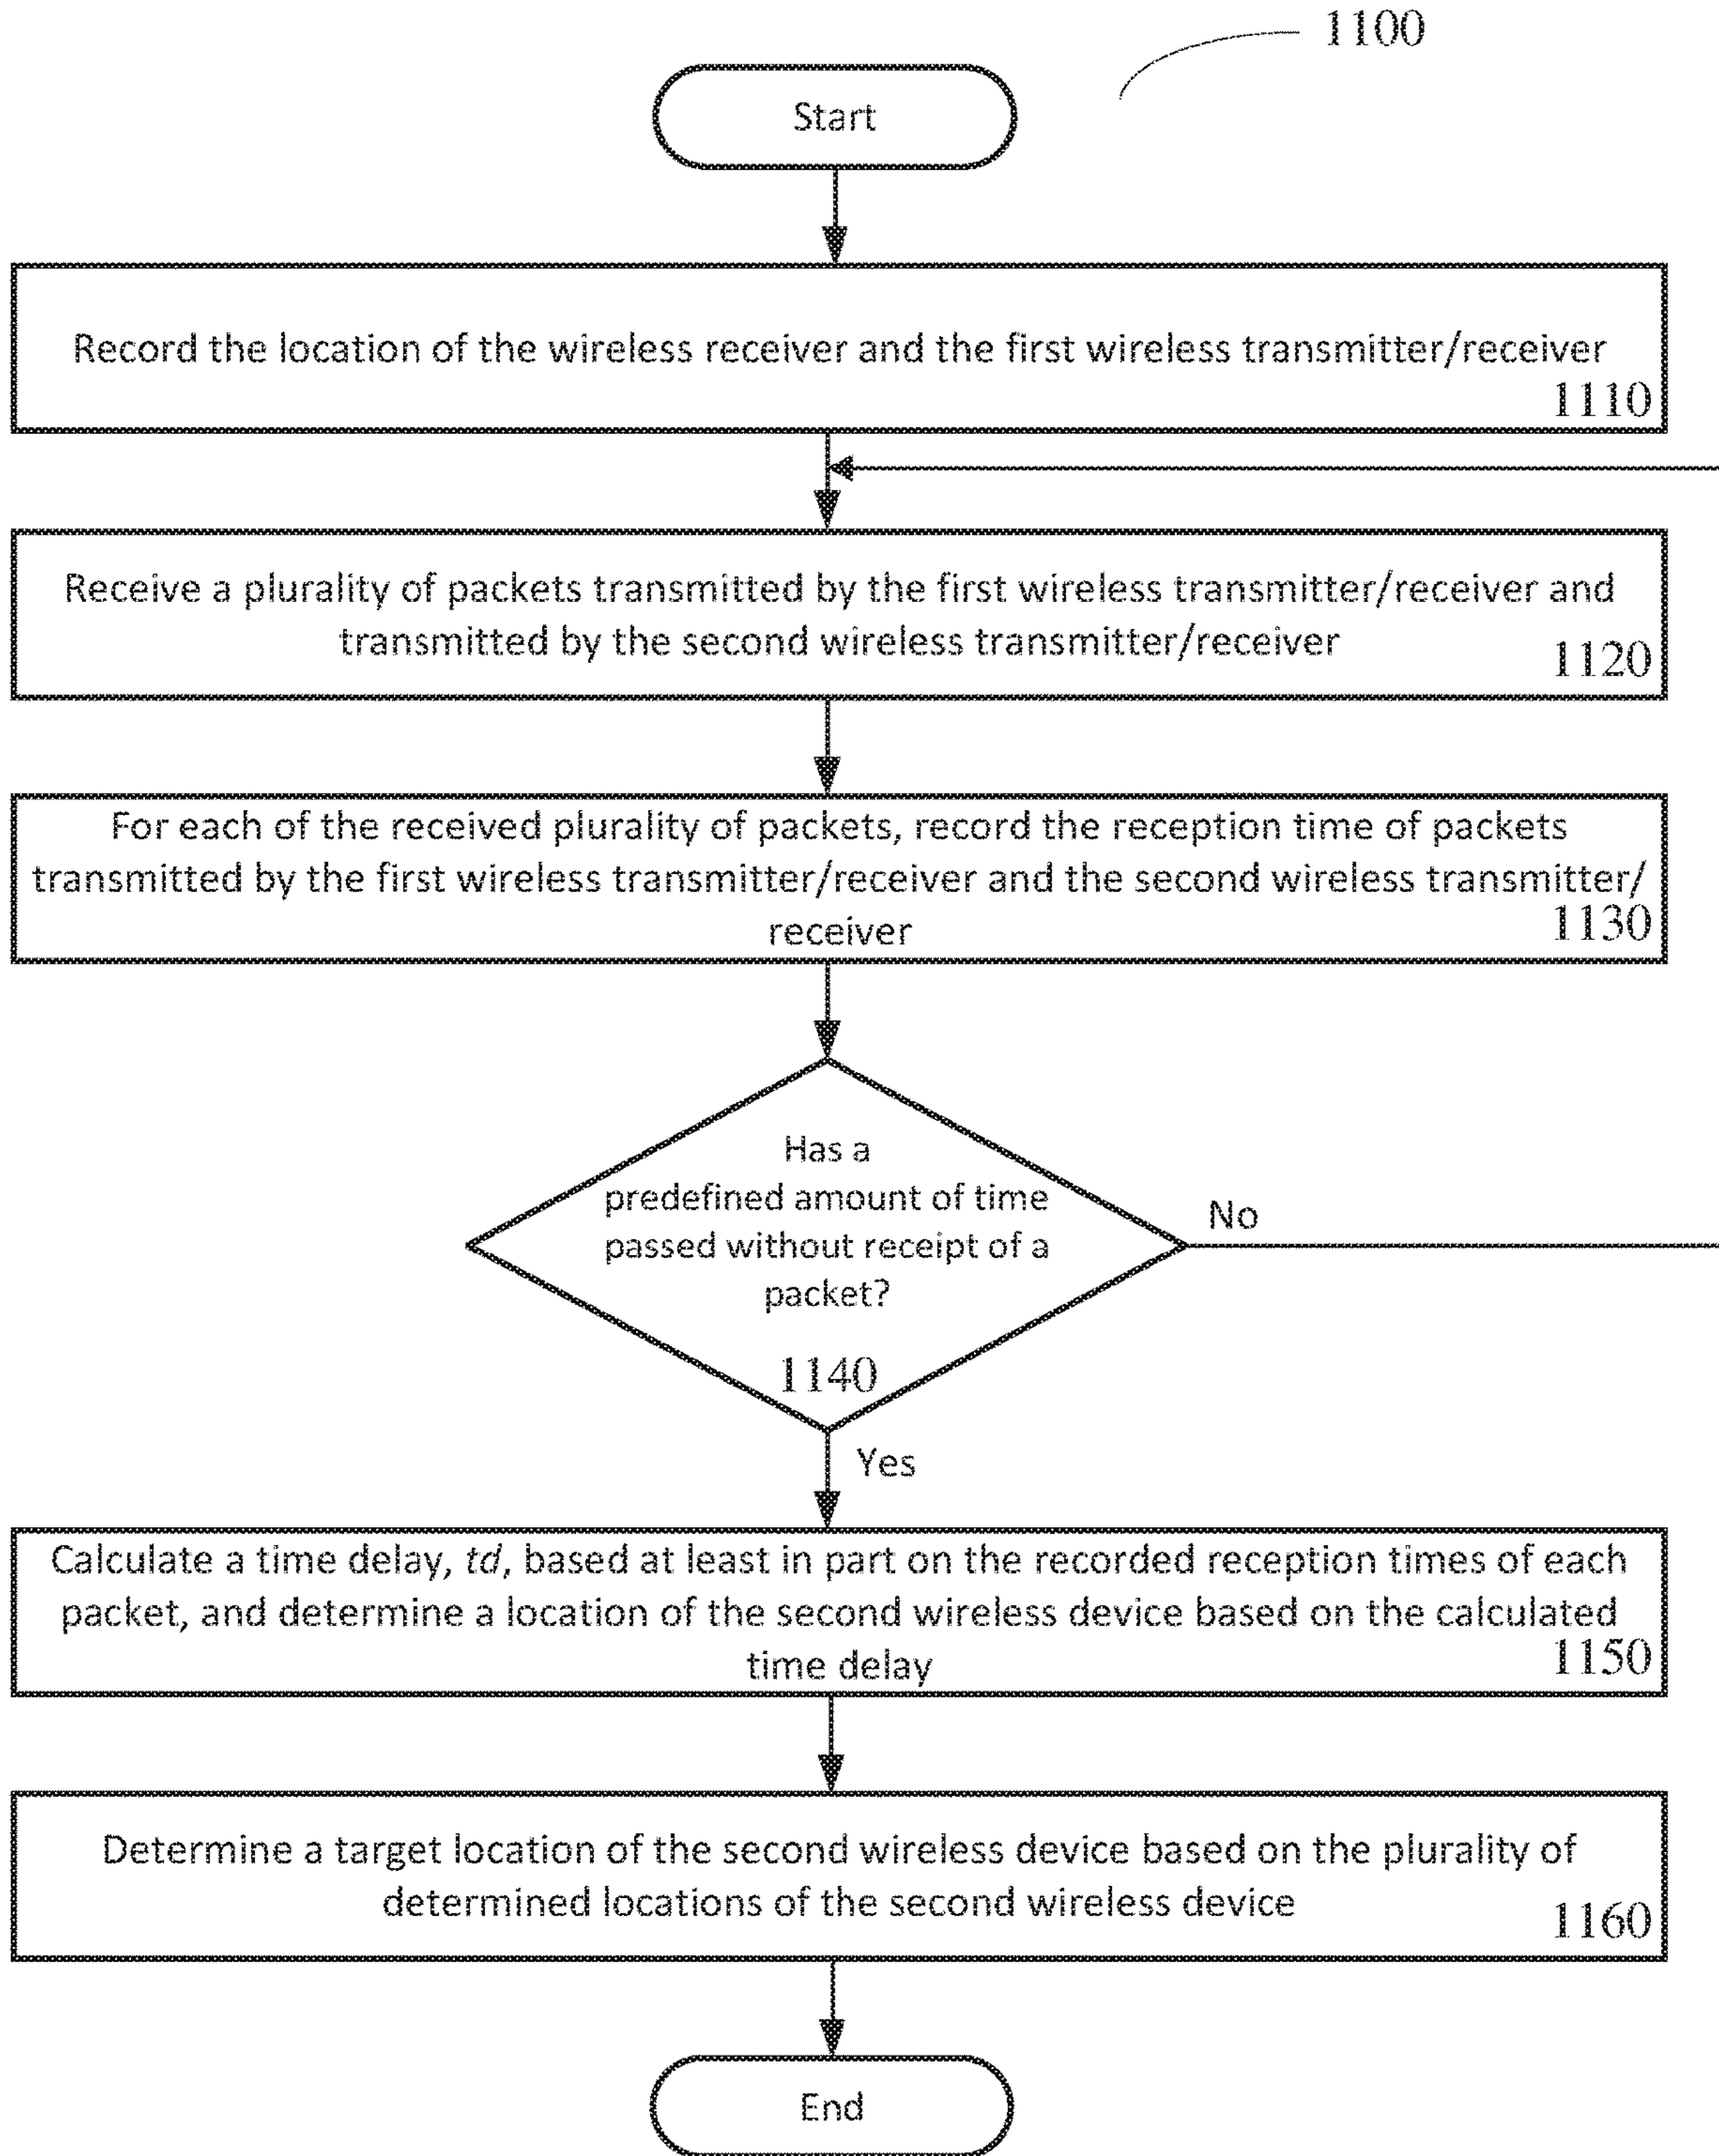 1100
Start
Record the location of the wireless receiver and the first wireless transmitter/receiver
1110
Receive a plurality of packets transmitted by the first wireless transmitter/receiver and
transmitted by the second wireless transmitter/receiver
1120
For each of the received plurality of packets, record the reception time of packets
transmitted by the first wireless transmitter/receiver and the second wireless transmitter/
receiver
1130
Has a
predefined amount of time
passed without receipt of a
packet?
1140
No
Yes
Calculate a time delay, td, based at least in part on the recorded reception times of each
packet, and determine a location of the second wireless device based on the calculated
time delay
1150
Determine a target location of the second wireless device based on the plurality of
determined locations of the second wireless device
1160
End